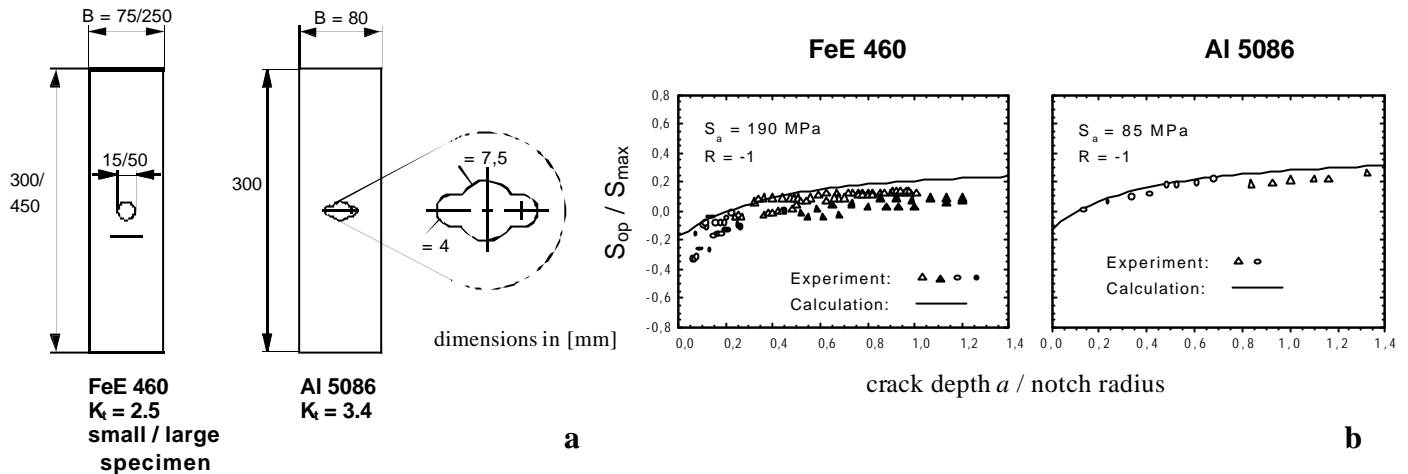 B = 75/250
15/50
300/
450
FeE 460
Kt = 2.5
small / large
specimen
B = 80
300
= 7,5
= 4
dimensions in [mm]
Al 5086
Kt = 3.4
a
FeE 460
Sop / Smax
0,8
0,6
0,4
0,2
0,0
-0,2
-0,4
-0,6
-0,8
Sa = 190 MPa
R = -1
Experiment:
Calculation:
0,0 0,2 0,4 0,6 0,8 1,0 1,2 1,4
Al 5086
Sa = 85 MPa
R = -1
Experiment:
Calculation:
0,0 0,2 0,4 0,6 0,8 1,0 1,2 1,4
crack depth a / notch radius
b